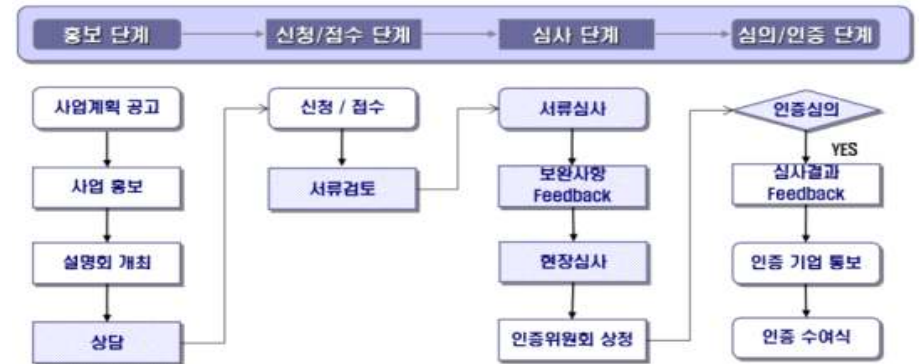 홍보 단계
신청/접수 단계
심사 단계
심의/인증 단계
사업계획 공고
사업 홍보
설명회 개최
상담
신청 / 접수
서류검토
서류심사
보완사항
Feedback
현장심사
인증위원회 상정
인증심의
YES
심사결과
Feedback
인증 기업 통보
인증 수여식